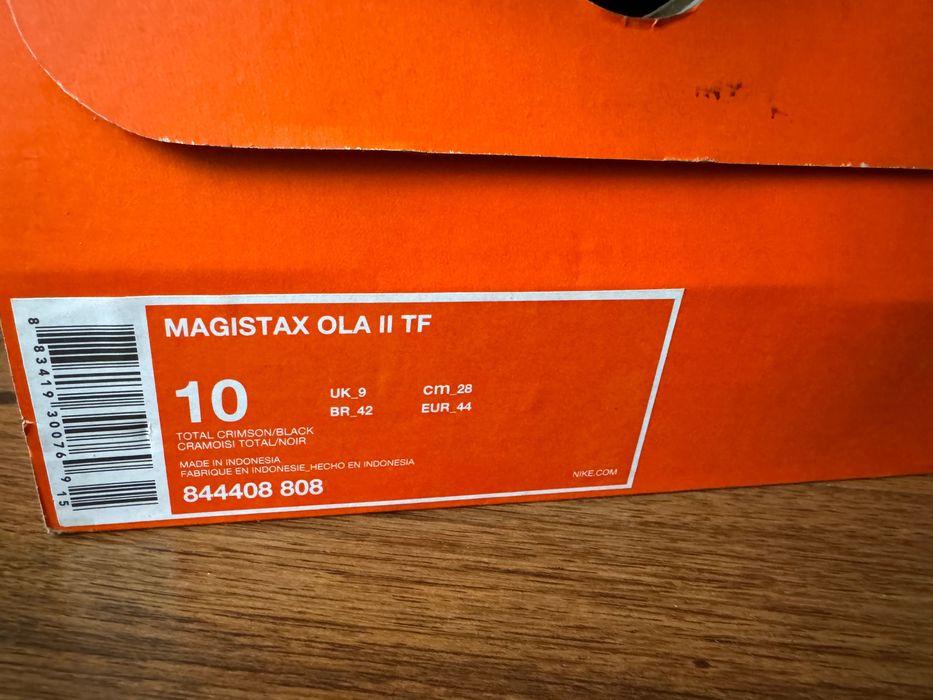 MAGISTAX OLA II TF
10
UK_9 cm_28
BR_42 EUR_44
TOTAL CRIMSON/BLACK
CRAMOISI TOTAL/NOIR
MADE IN INDONESIA
FABRIQUE EN INDONESIE_HECHO EN INDONESIA
844408 808
NIKE.COM
8 83419 30076 9 15